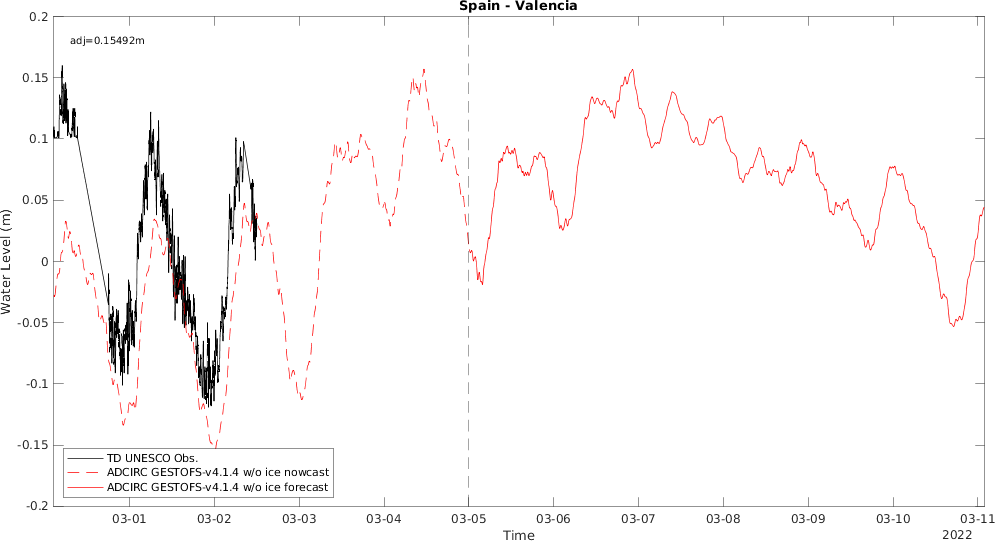 Spain - Valencia
adj=0.15492m
0.2
0.15
0.1
0.05
0
-0.05
-0.1
-0.15
-0.2
Water Level (m)
TD UNESCO Obs.
ADCIRC GESTOFS-v4.1.4 w/o ice nowcast
ADCIRC GESTOFS-v4.1.4 w/o ice forecast
03-01 03-02 03-03 03-04 03-05 03-06 03-07 03-08 03-09 03-10 03-11
Time
2022